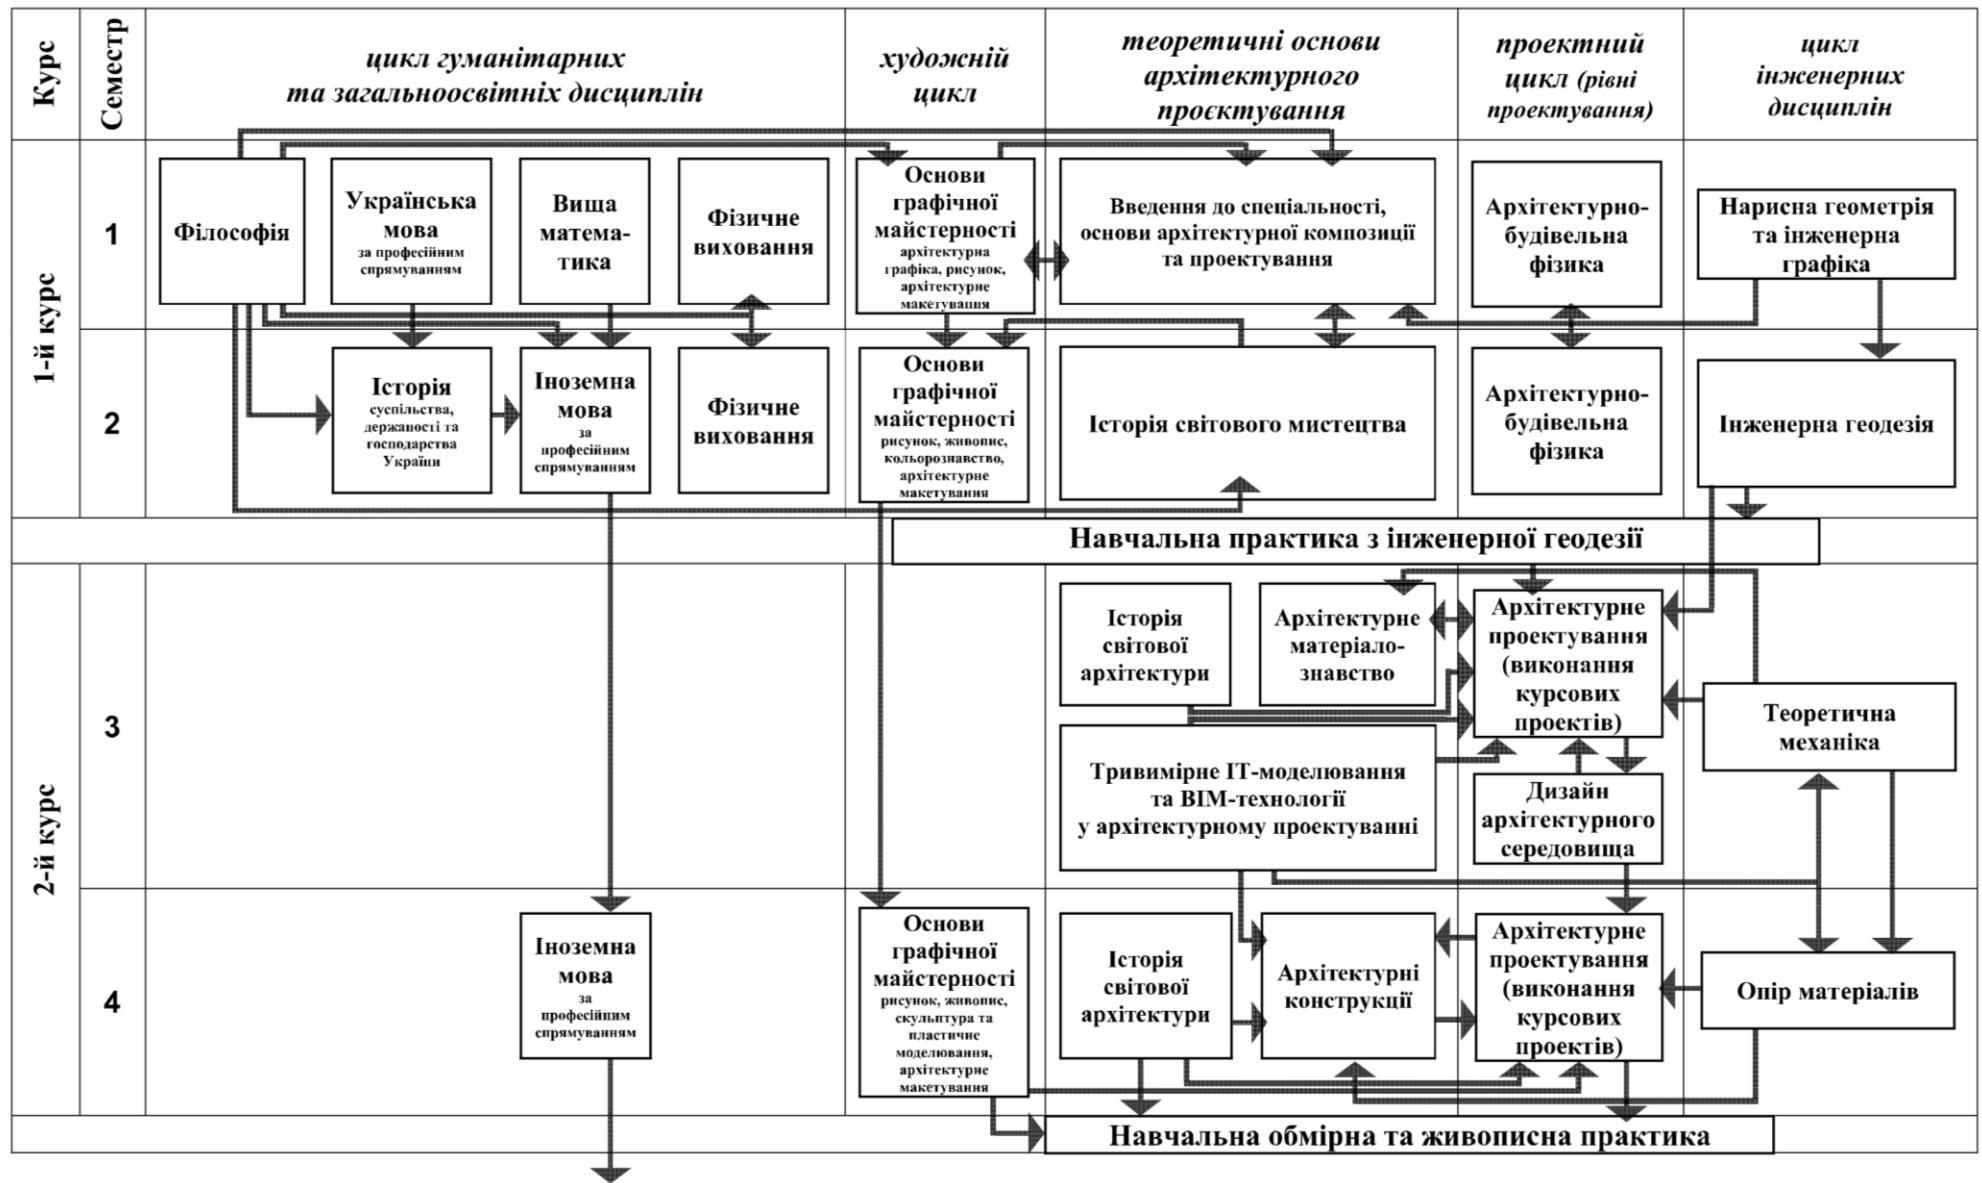 Курс
Семестр
цикл гуманітарних
та загальноосвітніх дисциплін
художній
цикл
теоретичні основи
архітектурного
проєктування
проектний
цикл (рівні
проектування)
цикл
інженерних
дисциплін
1-й курс
1
Філософія
Українська
мова
за професійним
спрямуванням
Вища
матема-
тика
Фізичне
виховання
Основи
графічної
майстерності
архітектурна
графіка, рисунок,
архітектурне
макетування
Введення до спеціальності,
основи архітектурної композиції
та проектування
Архітектурно-
будівельна
фізика
Нарисна геометрія
та інженерна
графіка
2
Історія
суспільства,
держаності та
господарства
України
Іноземна
мова
за
професійним
спрямуванням
Фізичне
виховання
Основи
графічної
майстерності
рисунок, живопис,
кольорознавство,
архітектурне
макетування
Історія світового мистецтва
Архітектурно-
будівельна
фізика
Інженерна геодезія
Навчальна практика з інженерної геодезії
2-й курс
3
Історія
світової
архітектури
Архітектурне
матеріало-
знавство
Архітектурне
проектування
(виконання
курсових
проектів)
Теоретична
механіка
Тривимірне ІТ-моделювання
та ВІМ-технології
у архітектурному проектуванні
Дизайн
архітектурного
середовища
4
Іноземна
мова
за
професійним
спрямуванням
Основи
графічної
майстерності
рисунок, живопис,
скульптура та
пластичне
моделювання,
архітектурне
макетування
Історія
світової
архітектури
Архітектурні
конструкції
Архітектурне
проектування
(виконання
курсових
проектів)
Опір матеріалів
Навчальна обмірна та живописна практика